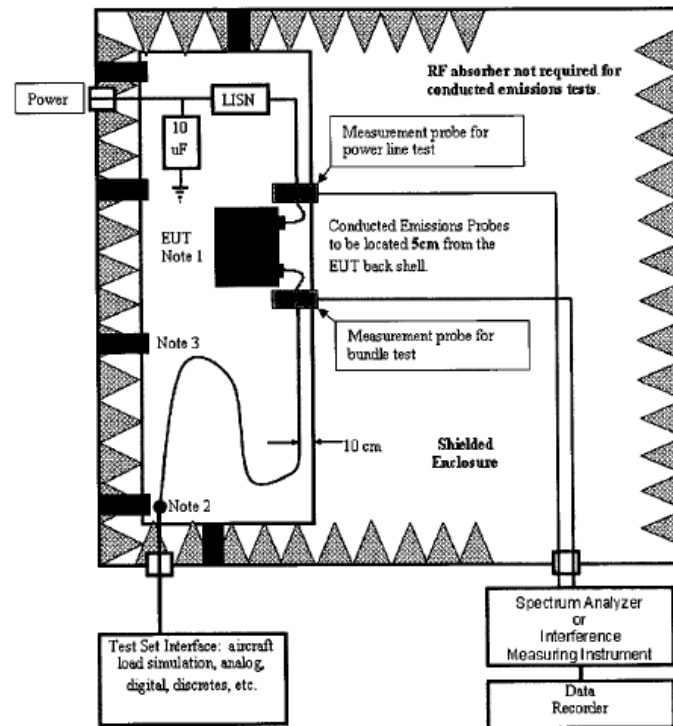 RF absorber not required for
conducted emissions tests.
Power
LISN
10
uF
Measurement probe for
power line test
EUT
Note 1
Conducted Emissions Probes
to be located 5cm from the
EUT back shell.
Note 3
Measurement probe for
bundle test
10 cm
Shielded
Enclosure
Note 2
Test Set Interface: aircraft
load simulation, analog,
digital, discretes, etc.
Spectrum Analyzer
or
Interference
Measuring Instrument
Data
Recorder